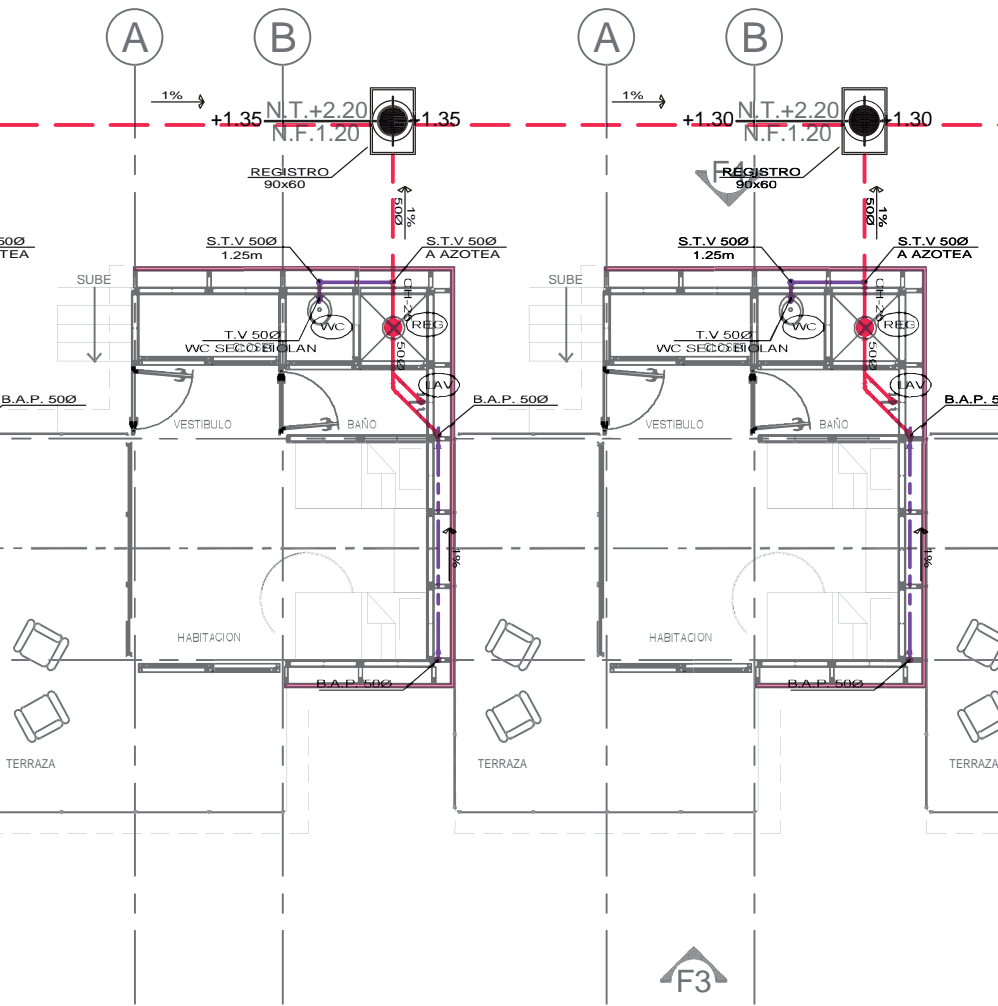 A
B
A
B
1%
1%
N.T.+2.20
+1.35
+1.35
N.F.1.20
N.T.+2.20
+1.30
+1.30
N.F.1.20
REGISTRO
90x60
F4
REGISTRO
90x60
50Ø
1%
50Ø
1%
50Ø
TEA
S.T.V 50Ø
1.25m
S.T.V 50Ø
A AZOTEA
S.T.V 50Ø
1.25m
S.T.V 50Ø
A AZOTEA
SUBE
SUBE
WC
REG
WC
REG
T.V 50Ø
WC SECO BIOLAN
50Ø
T.V 50Ø
WC SECO BIOLAN
50Ø
LAV
LAV
B.A.P. 50Ø
B.A.P. 50Ø
B.A.P. 5
VESTIBULO
BAÑO
VESTIBULO
BAÑO
1%
1%
HABITACION
HABITACION
B.A.P. 50Ø
B.A.P. 50Ø
TERRAZA
TERRAZA
TERRAZA
F3